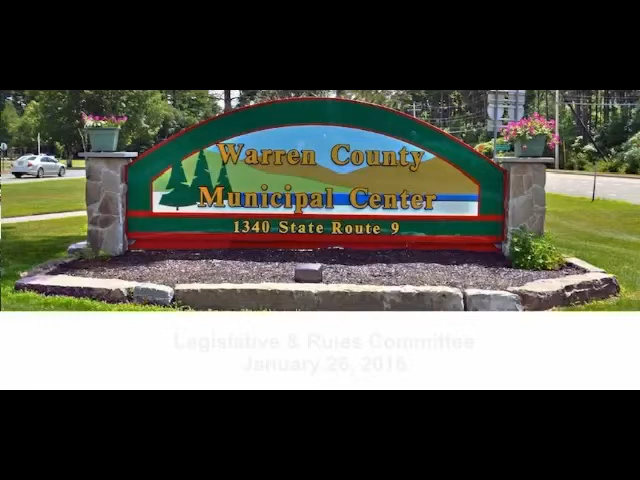 Warren County
Municipal Center
1340 State Route 9
Legislative & Rules Committee
January 26, 2016